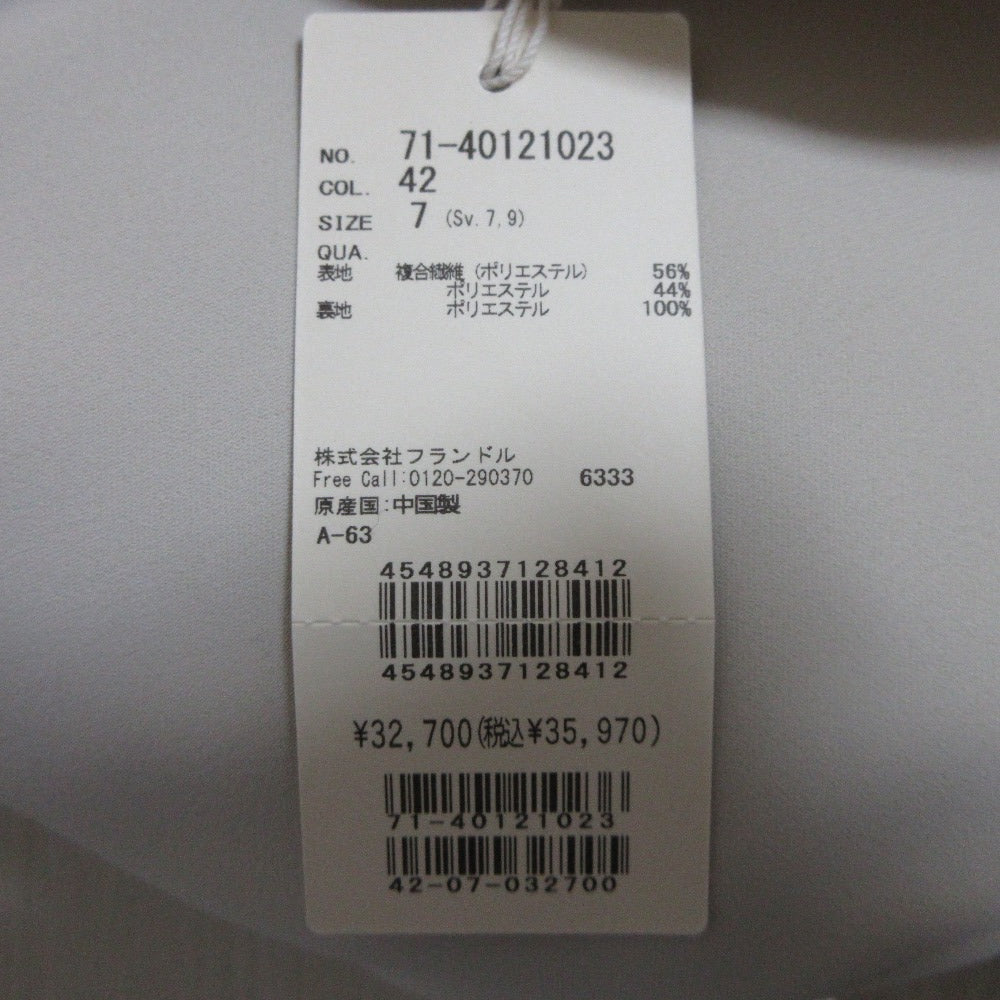 NO. 71-40121023
COL. 42
SIZE 7 (Sv. 7, 9)
QUA.
表地 複合繊維 (ポリエステル) 56%
ポリエステル 44%
裏地 ポリエステル 100%
株式会社フランドル
Free Call:0120-290370 6333
原産国:中国製
A-63
4548937128412
4548937128412
¥32,700(税込¥35,970)
71-40121023
42-07-032700